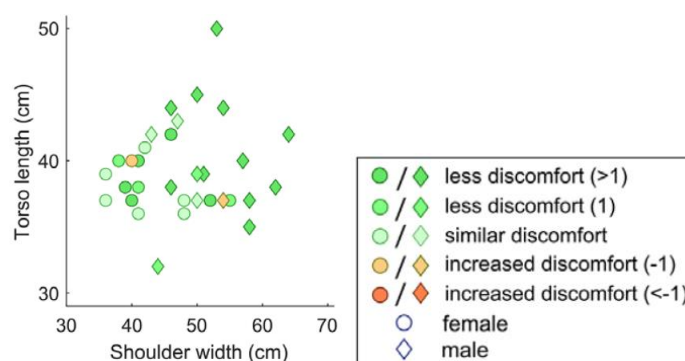 50
40
30
Torso length (cm)
30 40 50 60 70
Shoulder width (cm)
/ less discomfort (>1)
/ less discomfort (1)
/ similar discomfort
/ increased discomfort (-1)
/ increased discomfort (<-1)
female
male